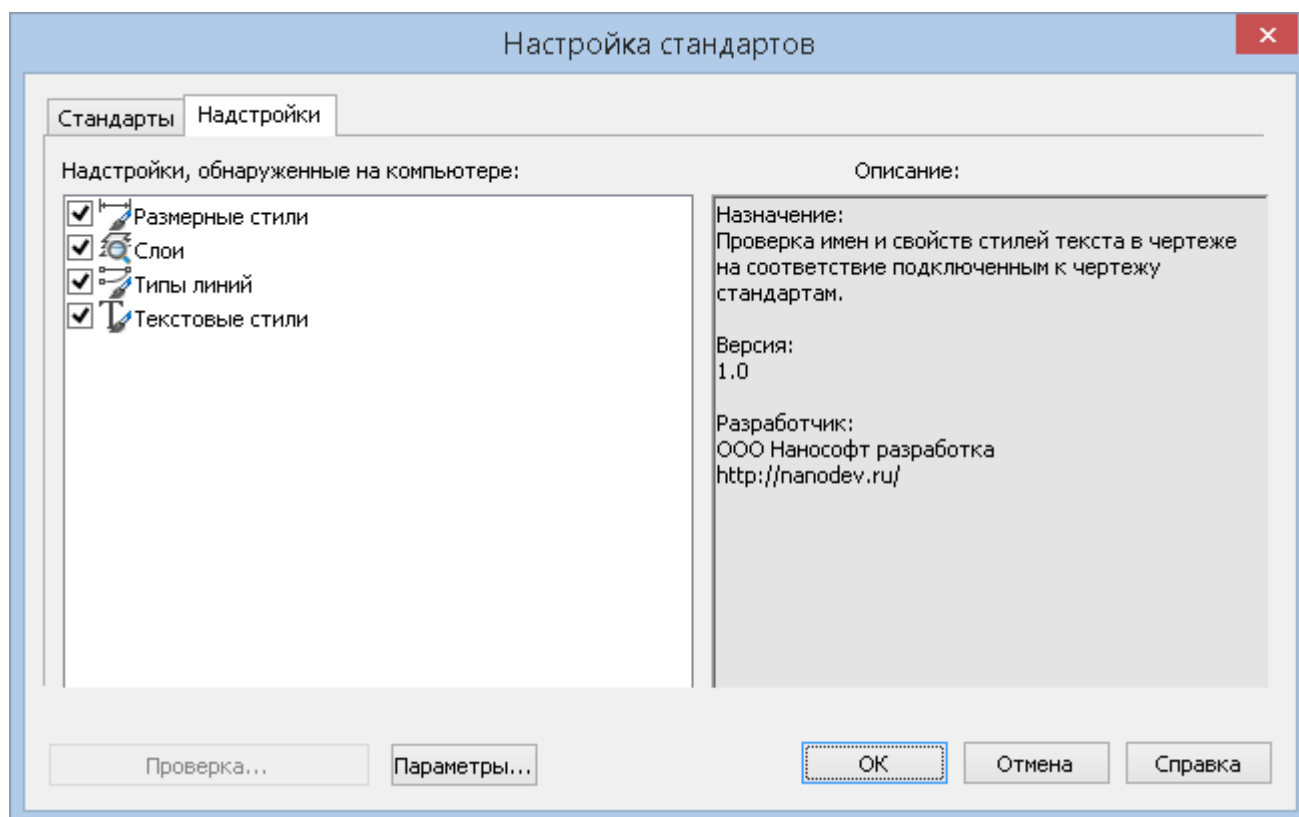 Настройка стандартов
Стандарты
Надстройки
Надстройки, обнаруженные на компьютере:
Размерные стили
Слои
Типы линий
Текстовые стили
Описание:
Назначение:
Проверка имен и свойств стилей текста в чертеже
на соответствие подключенным к чертежу
стандартам.
Версия:
1.0
Разработчик:
ООО Нанософт разработка
http://nanodev.ru/
Проверка...
Параметры...
ОК
Отмена
Справка